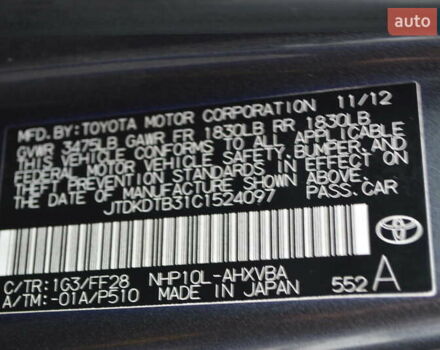 auto
MFD. BY: TOYOTA MOTOR CORPORATION 11/12
GVWR 3475LB GAWR FR 1830LB RR 1830LB
THIS VEHICLE CONFORMS TO ALL APPLICABLE
FEDERAL MOTOR VEHICLE SAFETY, BUMPER, AND
THEFT PREVENTION STANDARDS IN EFFECT ON
THE DATE OF MANUFACTURE SHOWN ABOVE.
JTDKDTB31C1524097 PASS. CAR
C/TR: 1G3/FF28 NHP10L-AHXVBA
A/TM: -01A/P510 MADE IN JAPAN 552 A
TOYOTA